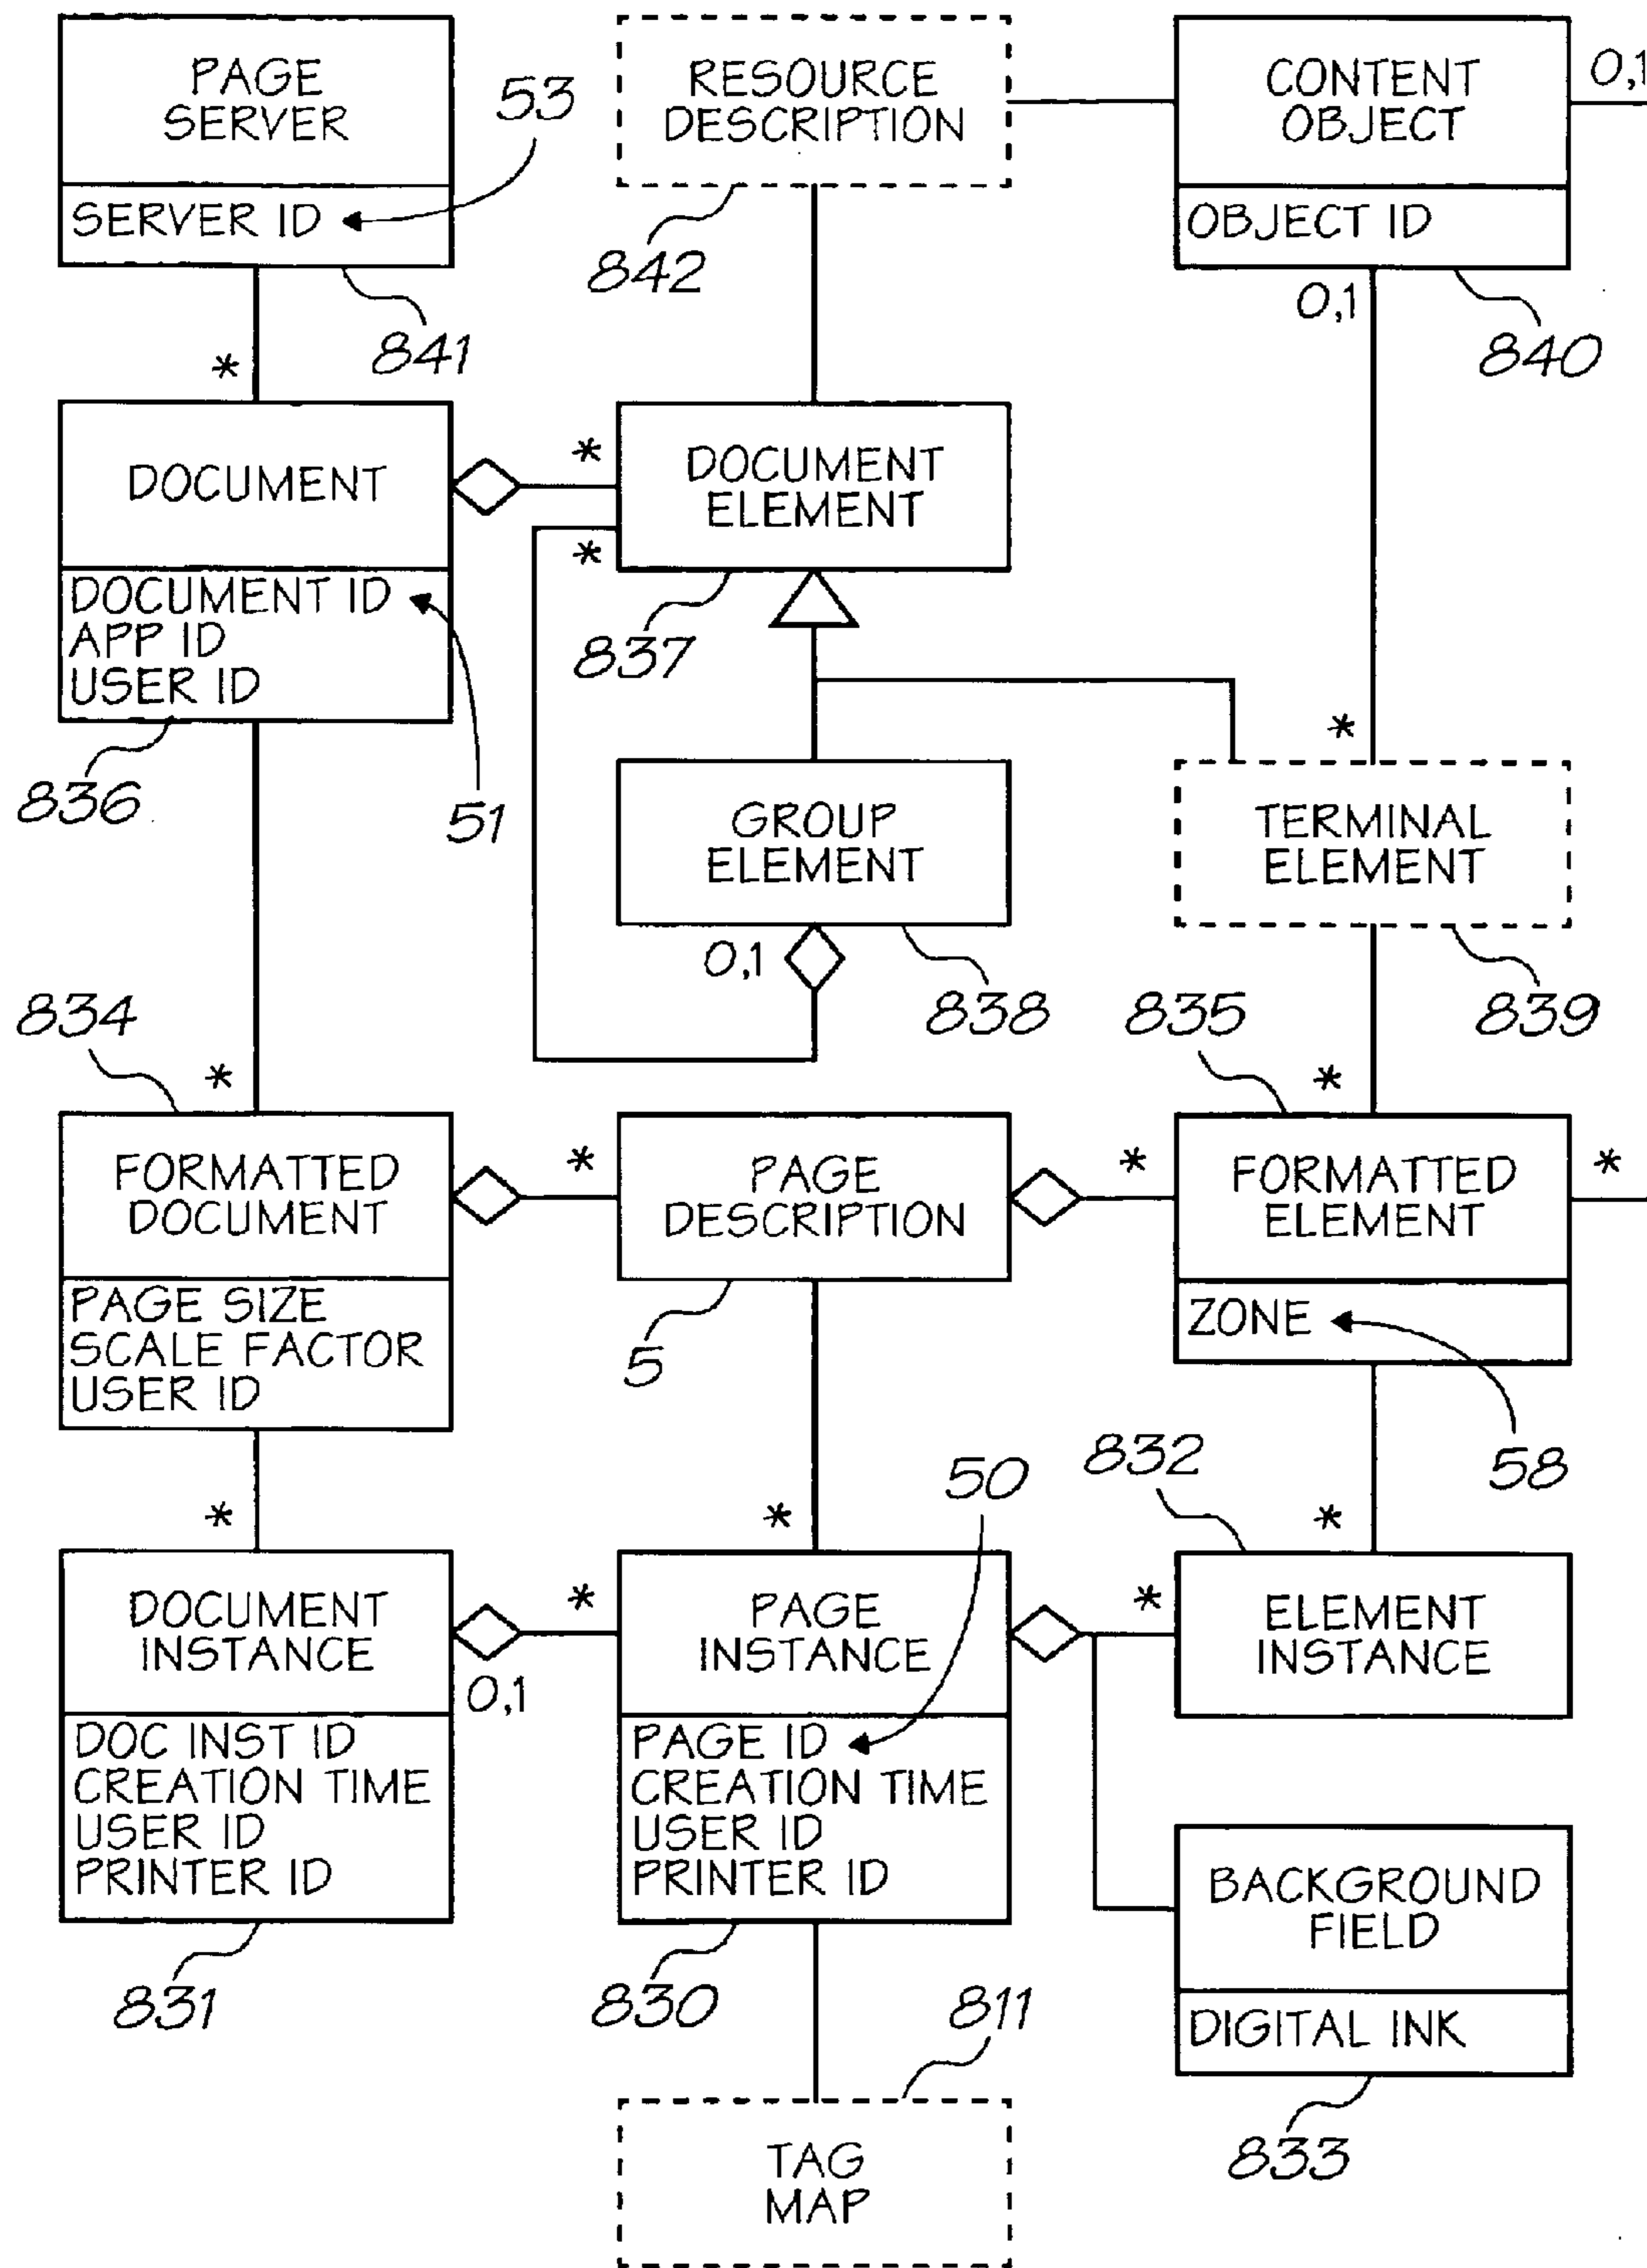 PAGE
SERVER
SERVER ID
53
841
*
RESOURCE
DESCRIPTION
842
CONTENT
OBJECT
OBJECT ID
0,1
0,1
840
DOCUMENT
DOCUMENT ID
APP ID
USER ID
836
51
*
*
DOCUMENT
ELEMENT
837
GROUP
ELEMENT
0,1
838
*
TERMINAL
ELEMENT
839
834
*
FORMATTED
DOCUMENT
PAGE SIZE
SCALE FACTOR
USER ID
*
PAGE
DESCRIPTION
5
835
*
*
FORMATTED
ELEMENT
*
ZONE
58
*
DOCUMENT
INSTANCE
0,1
DOC INST ID
CREATION TIME
USER ID
PRINTER ID
831
50
*
*
PAGE
INSTANCE
PAGE ID
CREATION TIME
USER ID
PRINTER ID
830
832
*
*
ELEMENT
INSTANCE
BACKGROUND
FIELD
DIGITAL INK
833
811
TAG
MAP